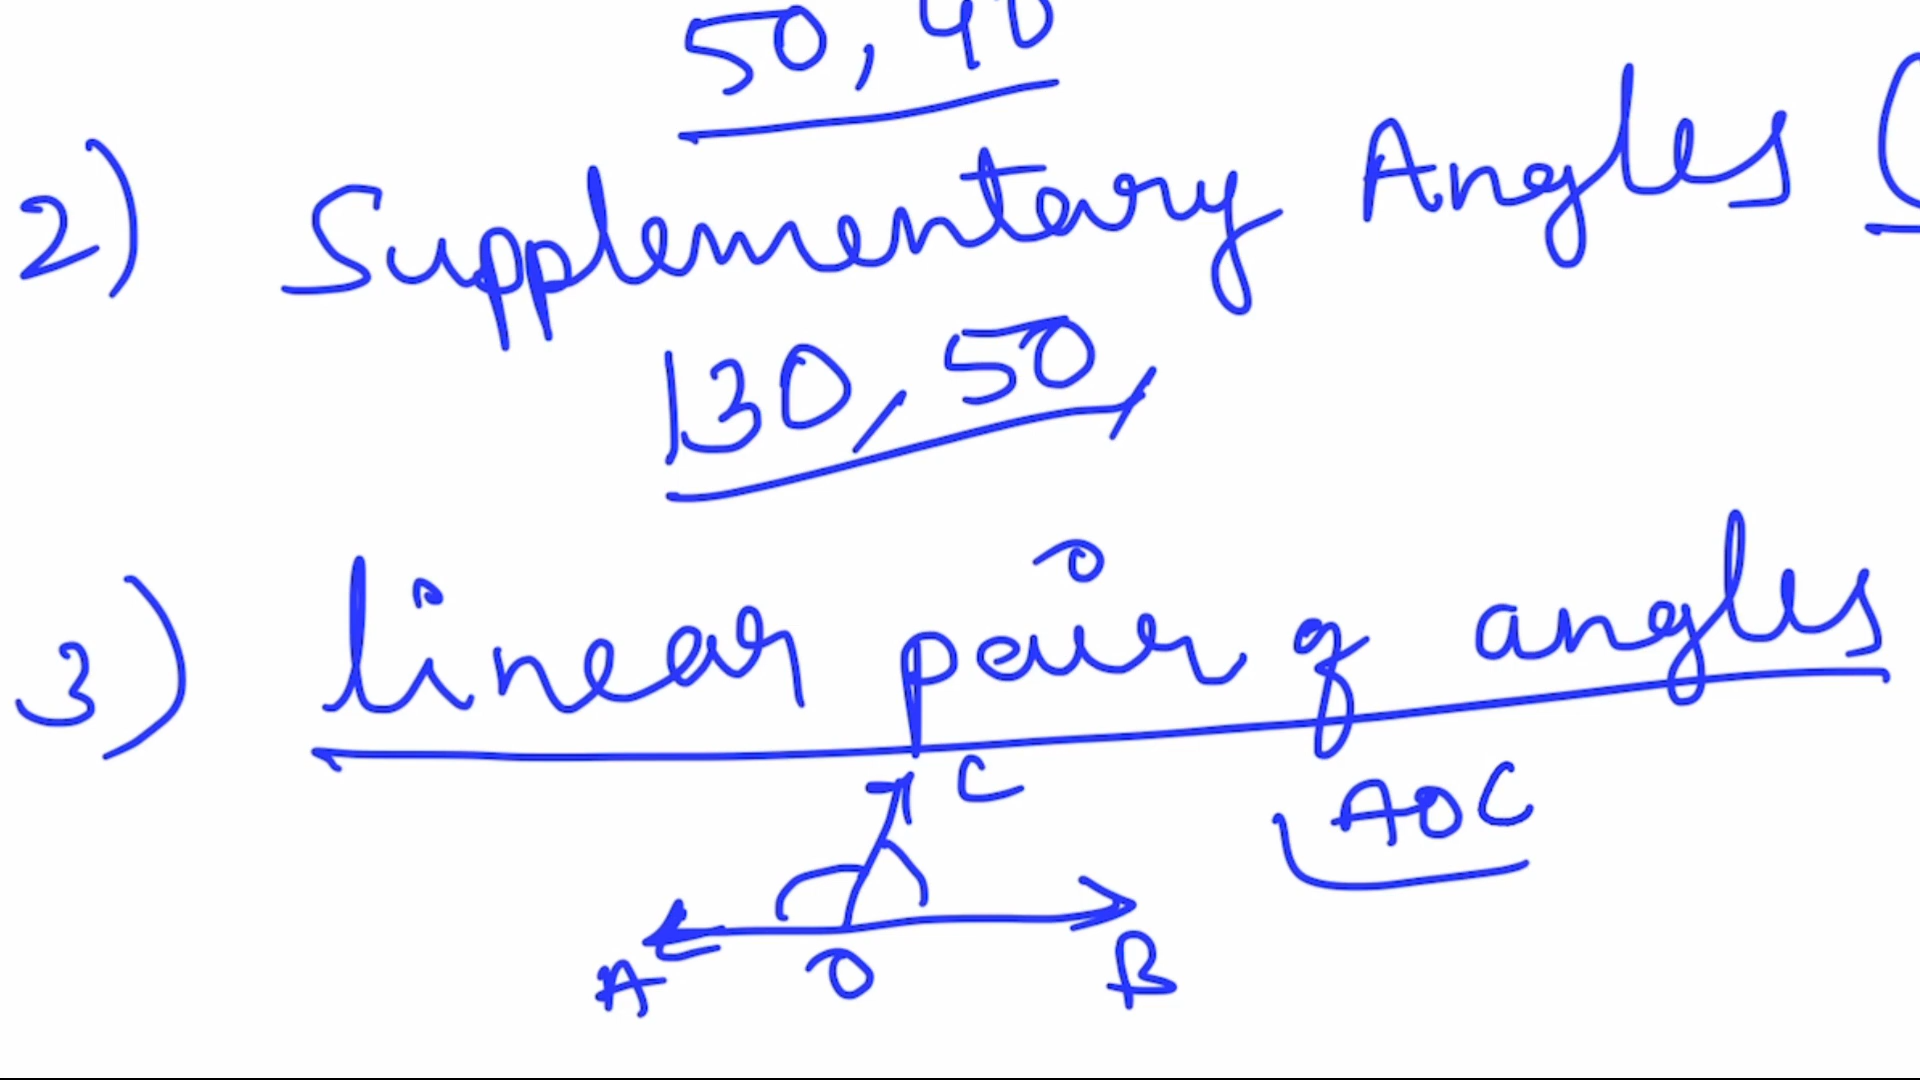 50, 40
2) Supplementary Angles (
130, 50,
3) linear pair of angles
C
∠AOC
A O B